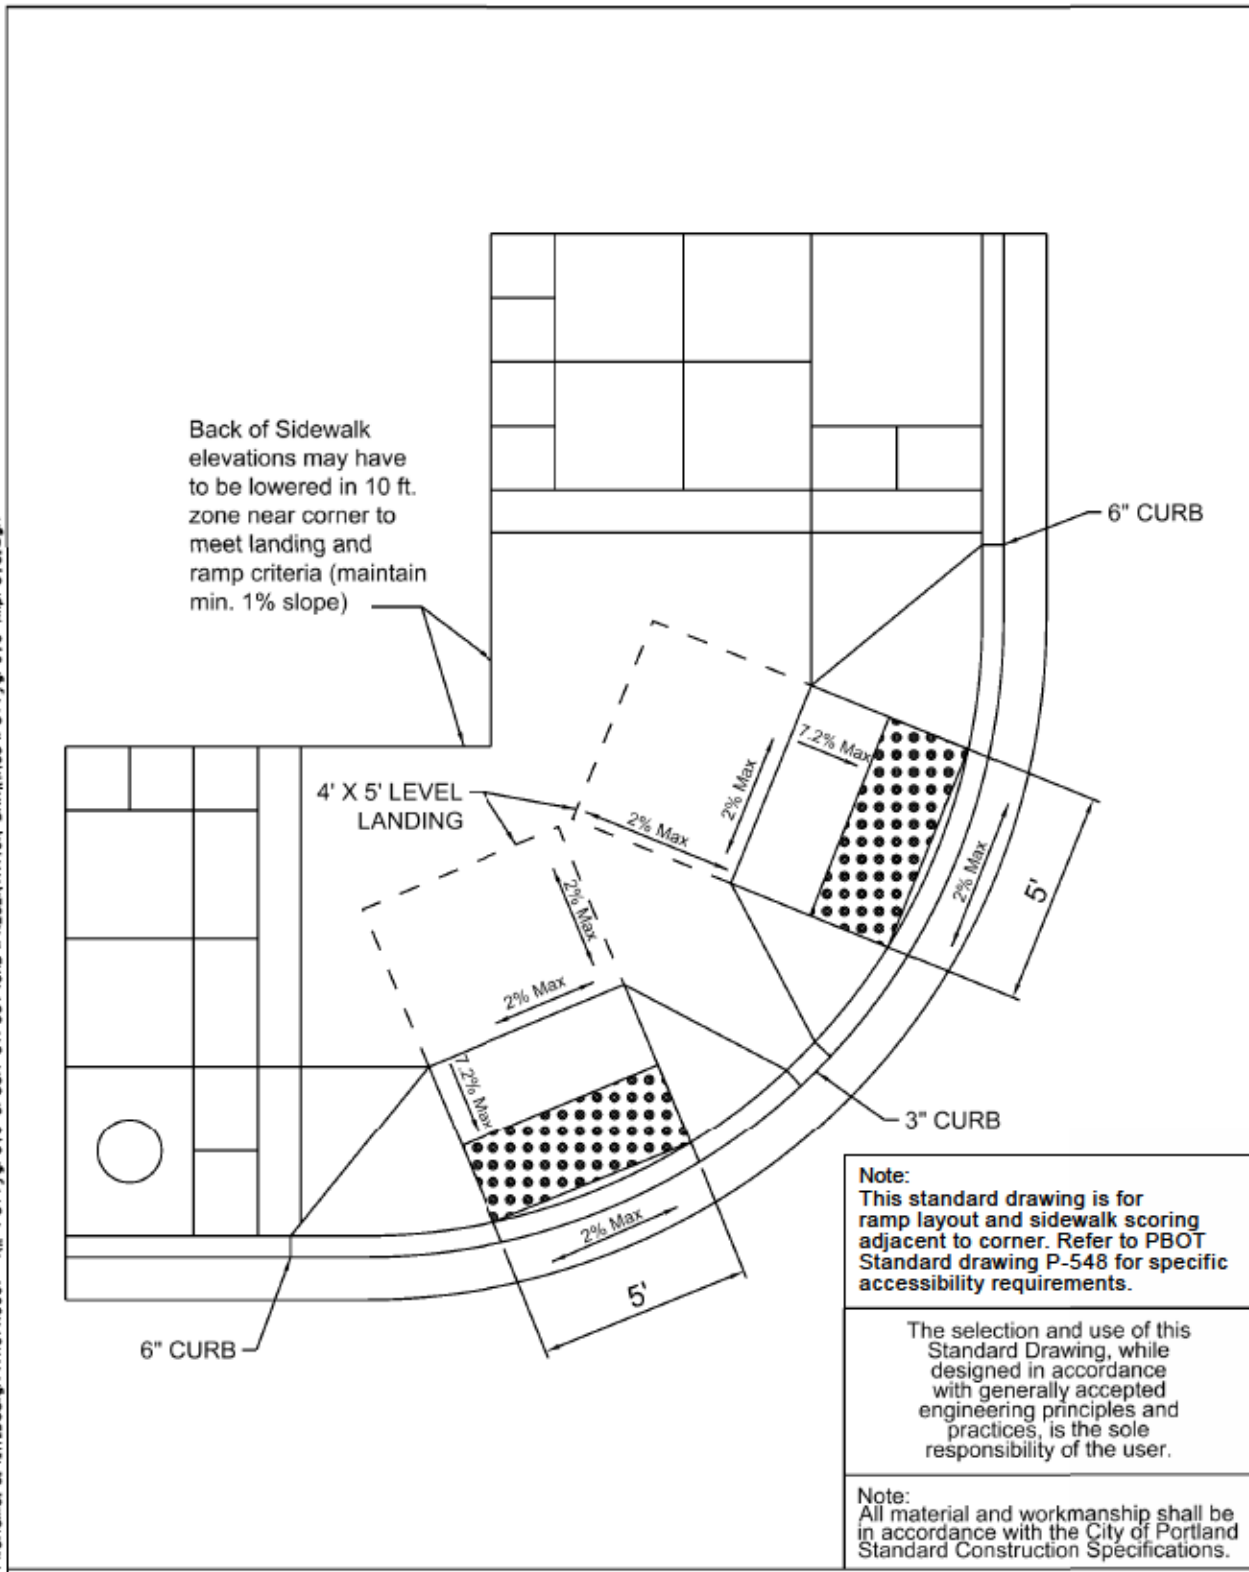 Back of Sidewalk
elevations may have
to be lowered in 10 ft.
zone near corner to
meet landing and
ramp criteria (maintain
min. 1% slope)
6" CURB
4' X 5' LEVEL
LANDING
7.2% Max
2% Max
2% Max
2% Max
5'
2% Max
2% Max
7.2% Max
3" CURB
2% Max
5'
6" CURB
Note:
This standard drawing is for
ramp layout and sidewalk scoring
adjacent to corner. Refer to PBOT
Standard drawing P-548 for specific
accessibility requirements.
The selection and use of this
Standard Drawing, while
designed in accordance
with generally accepted
engineering principles and
practices, is the sole
responsibility of the user.
Note:
All material and workmanship shall be
in accordance with the City of Portland
Standard Construction Specifications.